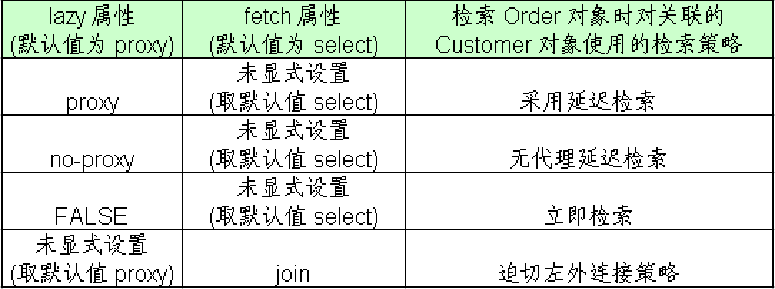 lazy 属性
(默认值为 proxy)
fetch 属性
(默认值为 select)
检索 Order 对象时对关联的
Customer 对象使用的检索策略
proxy
未显式设置
(取默认值 select)
采用延迟检索
no-proxy
未显式设置
(取默认值 select)
无代理延迟检索
FALSE
未显式设置
(取默认值 select)
立即检索
未显式设置
(取默认值 proxy)
join
迫切左外连接策略